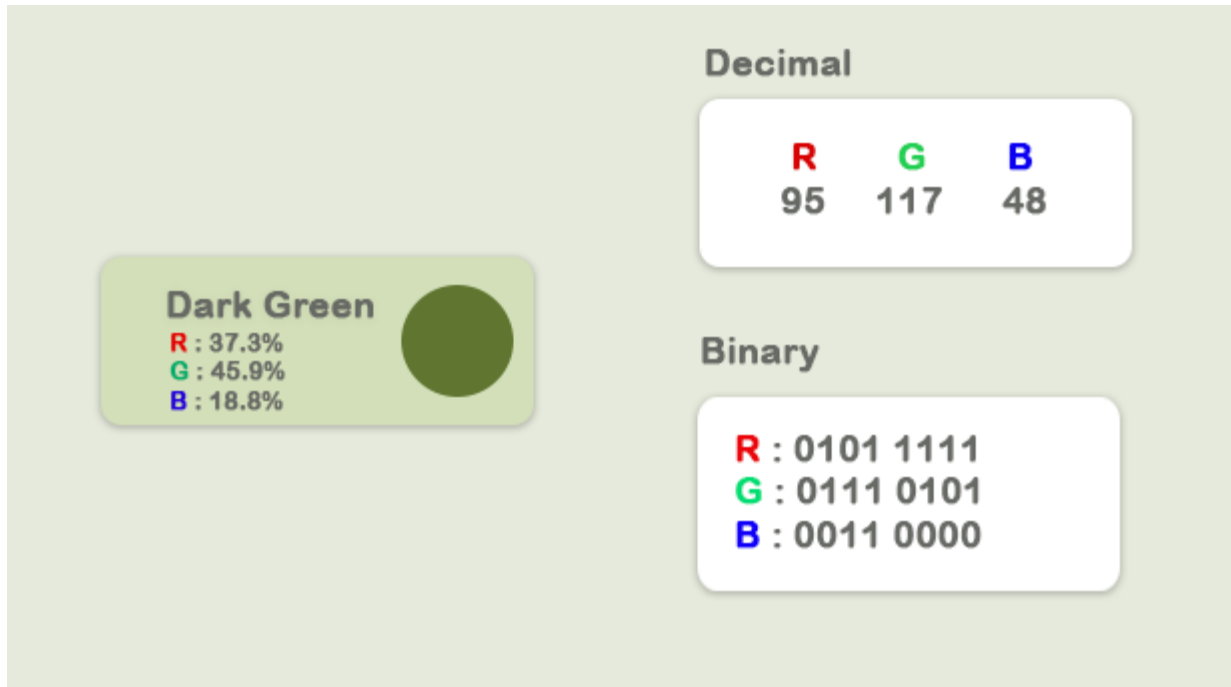 Dark Green
R : 37.3%
G : 45.9%
B : 18.8%
Decimal
R G B
95 117 48
Binary
R : 0101 1111
G : 0111 0101
B : 0011 0000